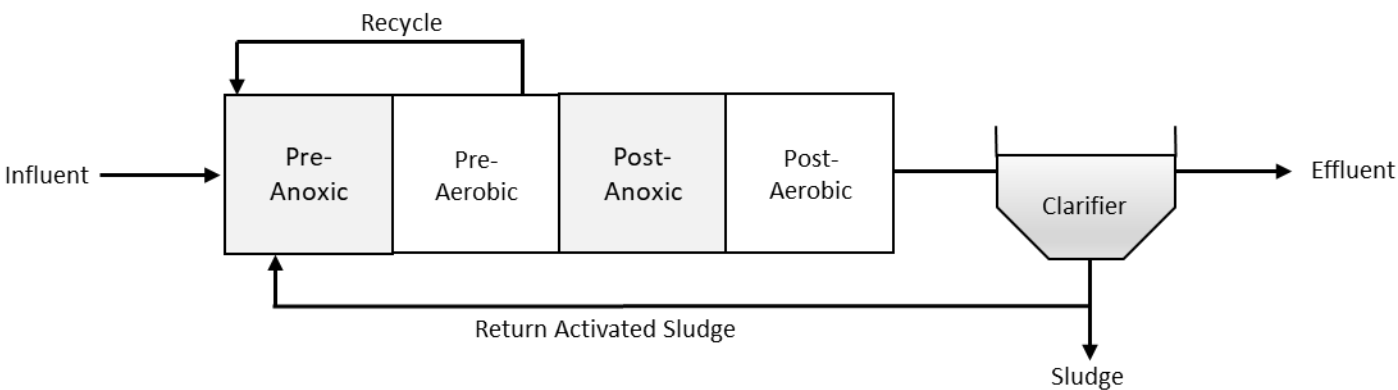 Recycle
Influent
Pre-
Anoxic
Pre-
Aerobic
Post-
Anoxic
Post-
Aerobic
Clarifier
Effluent
Return Activated Sludge
Sludge